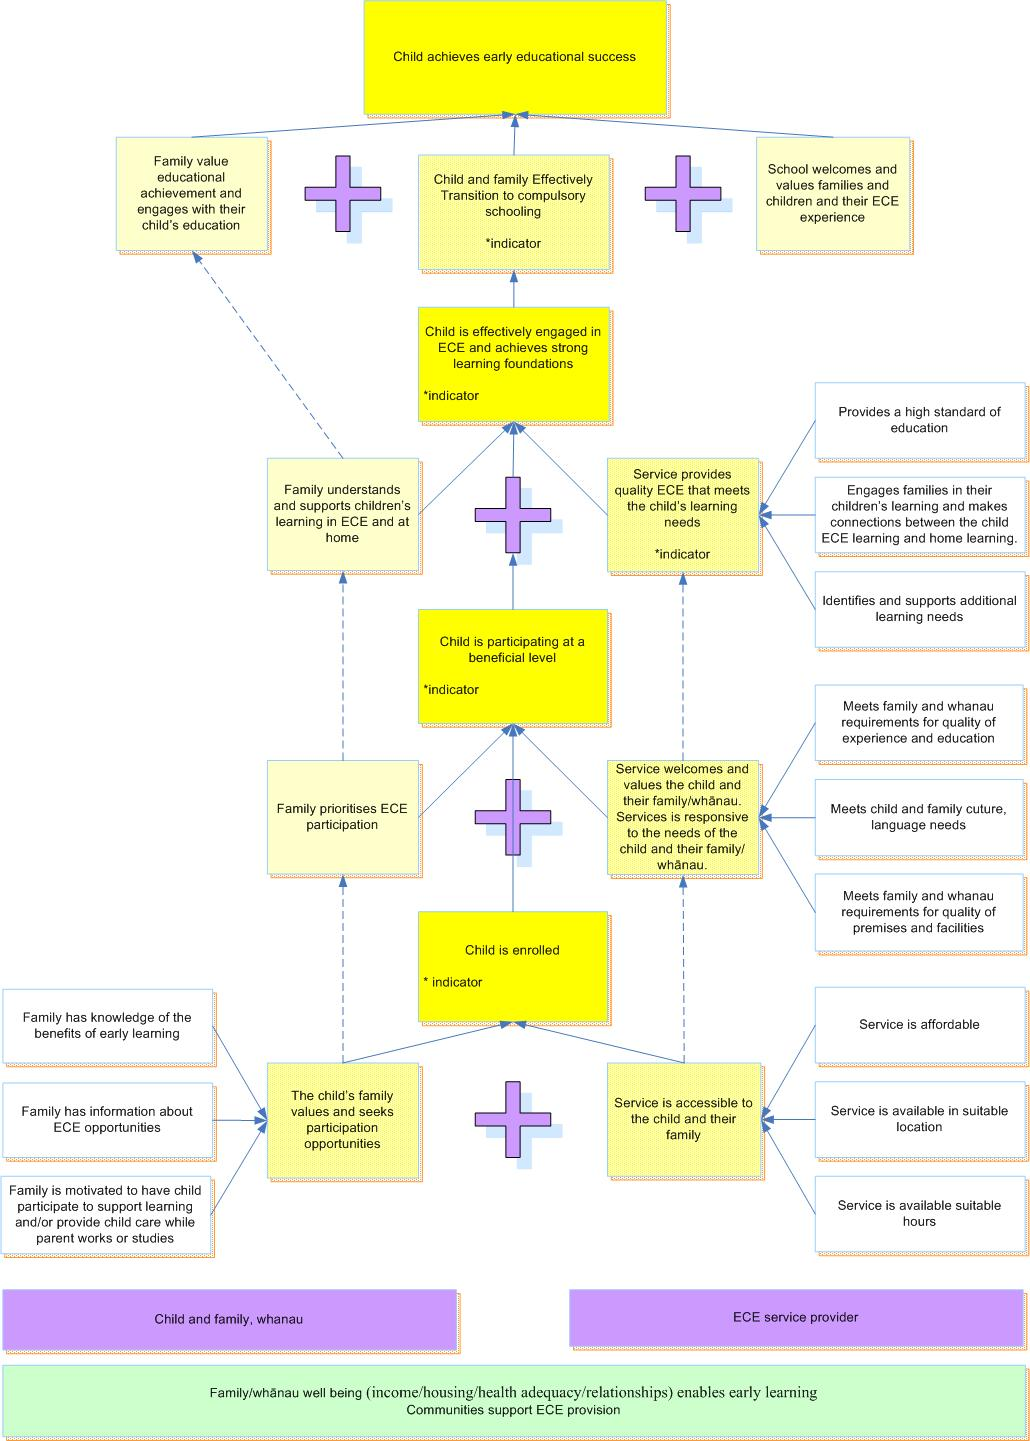 Child achieves early educational success
Family value
educational
achievement and
engages with their
child's education
Child and family Effectively
Transition to compulsory
schooling
*indicator
School welcomes and
values families and
children and their ECE
experience
Child is effectively engaged in
ECE and achieves strong
learning foundations
*indicator
Family understands
and supports children's
learning in ECE and at
home
Service provides
quality ECE that meets
the child's learning
needs
*indicator
Provides a high standard of
education
Engages families in their
children's learning and makes
connections between the child
ECE learning and home learning.
Identifies and supports additional
learning needs
Child is participating at a
beneficial level
*indicator
Family prioritises ECE
participation
Service welcomes and
values the child and
their family/whānau.
Services is responsive
to the needs of the
child and their family/
whānau.
Meets family and whanau
requirements for quality of
experience and education
Meets child and family cuture,
language needs
Meets family and whanau
requirements for quality of
premises and facilities
Child is enrolled
* indicator
Family has knowledge of the
benefits of early learning
Family has information about
ECE opportunities
Family is motivated to have child
participate to support learning
and/or provide child care while
parent works or studies
The child's family
values and seeks
participation
opportunities
Service is accessible to
the child and their
family
Service is affordable
Service is available in suitable
location
Service is available suitable
hours
Child and family, whanau
ECE service provider
Family/whānau well being (income/housing/health adequacy/relationships) enables early learning
Communities support ECE provision